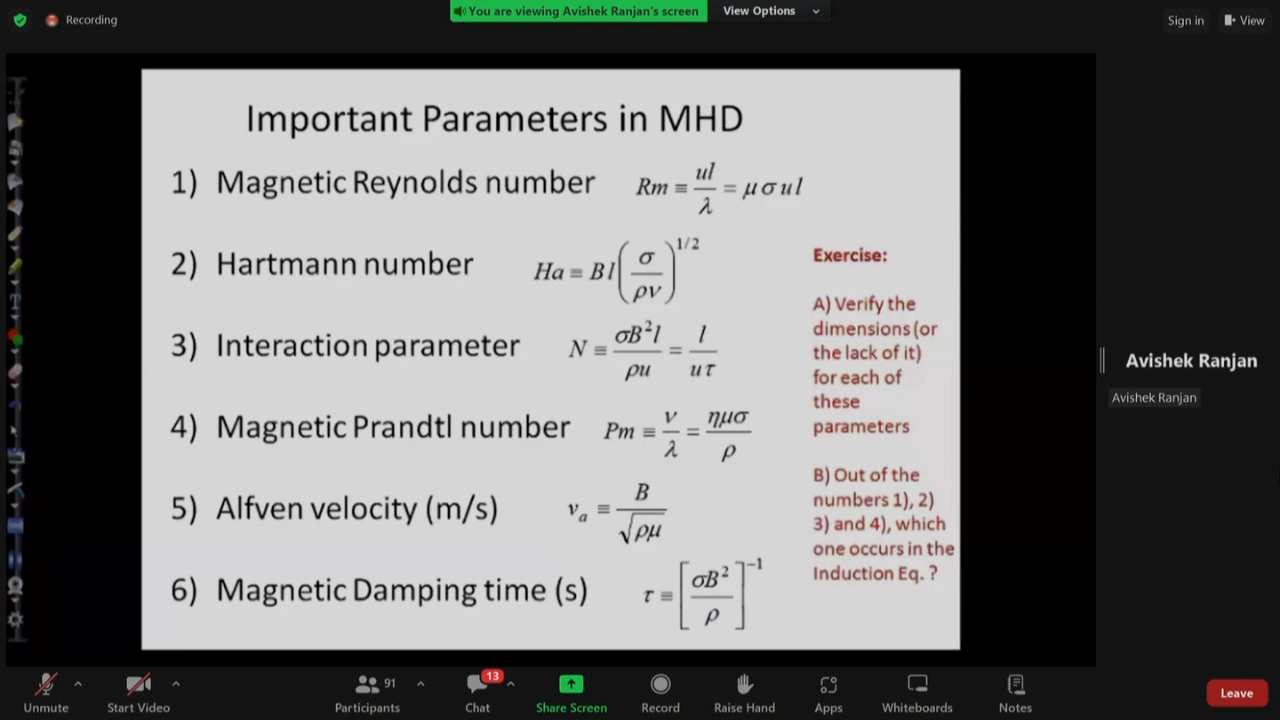 Recording
You are viewing Avishek Ranjan's screen
View Options
Sign in
View
Important Parameters in MHD
1) Magnetic Reynolds number Rm ≡ ul/λ = μσul
2) Hartmann number Ha ≡ Bl(σ/ρν)^1/2
3) Interaction parameter N ≡ σB²l/ρu = l/uτ
4) Magnetic Prandtl number Pm ≡ ν/λ = ημσ/ρ
5) Alfven velocity (m/s) vₐ ≡ B/√ρμ
6) Magnetic Damping time (s) τ ≡ [σB²/ρ]^−1
Exercise:
A) Verify the
dimensions (or
the lack of it)
for each of
these
parameters
B) Out of the
numbers 1), 2)
3) and 4), which
one occurs in the
Induction Eq. ?
Avishek Ranjan
Avishek Ranjan
Unmute
Start Video
91
Participants
13
Chat
Share Screen
Record
Raise Hand
Apps
Whiteboards
Notes
Leave